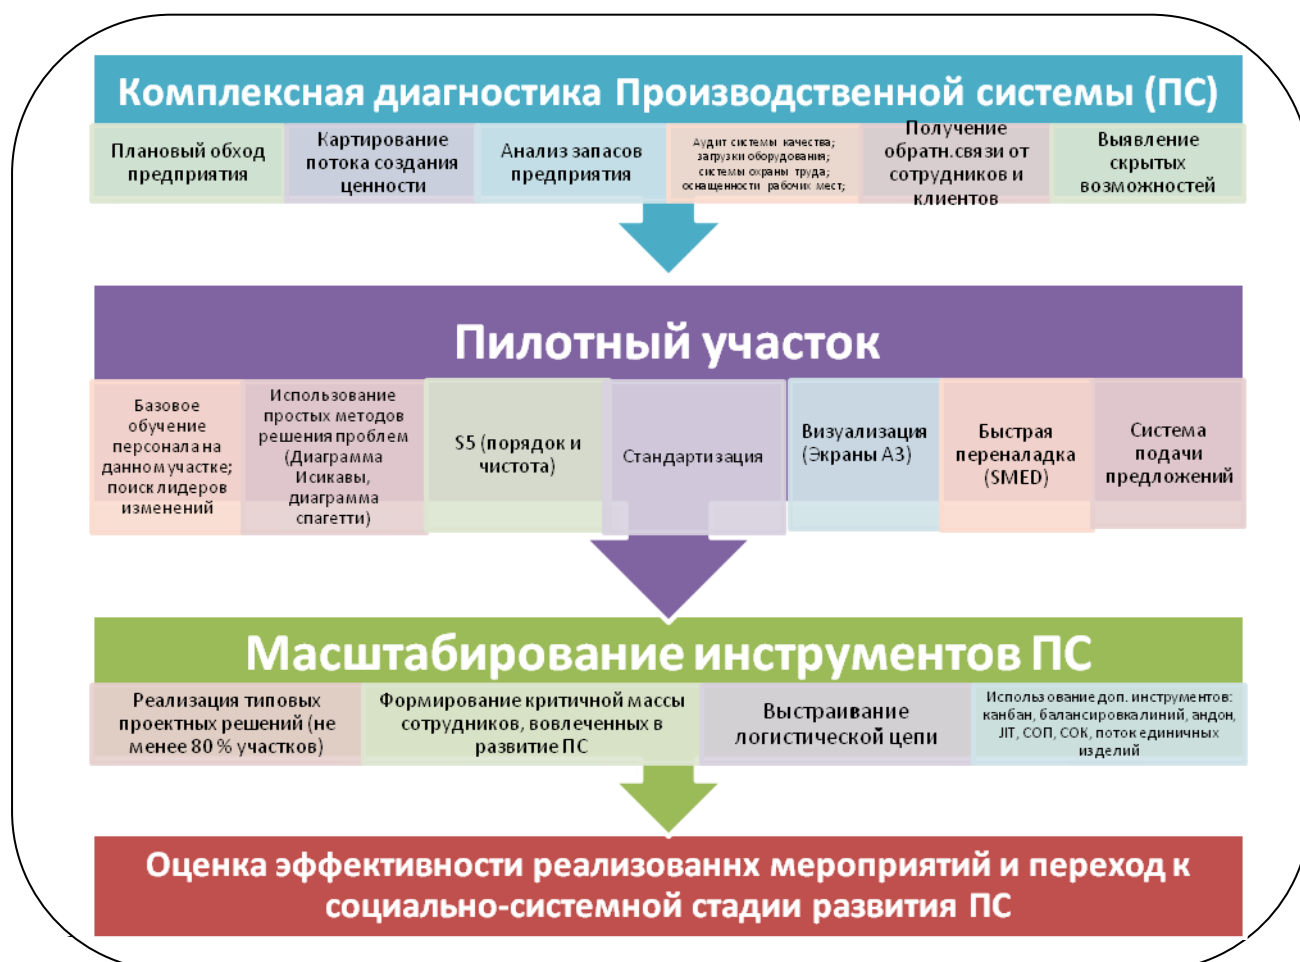 Комплексная диагностика Производственной системы (ПС)
Плановый обход
предприятия
Картирование
потока создания
ценности
Анализ запасов
предприятия
Аудит системы качества;
загрузки оборудования;
системы охраны труда;
оснащенности рабочих мест;
Получение
обратн.связи от
сотрудников и
клиентов
Выявление
скрытых
возможностей
Пилотный участок
Базовое
обучение
персонала на
данном участке;
поиск лидеров
изменений
Использование
простых методов
решения проблем
(Диаграмма
Исикавы,
диаграмма
спагетти)
S5 (порядок и
чистота)
Стандартизация
Визуализация
(Экраны А3)
Быстрая
переналадка
(SMED)
Система
подачи
предложений
Масштабирование инструментов ПС
Реализация типовых
проектных решений (не
менее 80 % участков)
Формирование критичной массы
сотрудников, вовлеченных в
развитие ПС
Выстраивание
логистической цепи
Использование доп. инструментов:
канбан, балансировка линий, андон,
JIT, СОП, СОК, поток единичных
изделий
Оценка эффективности реализованнх мероприятий и переход к
социально-системной стадии развития ПС